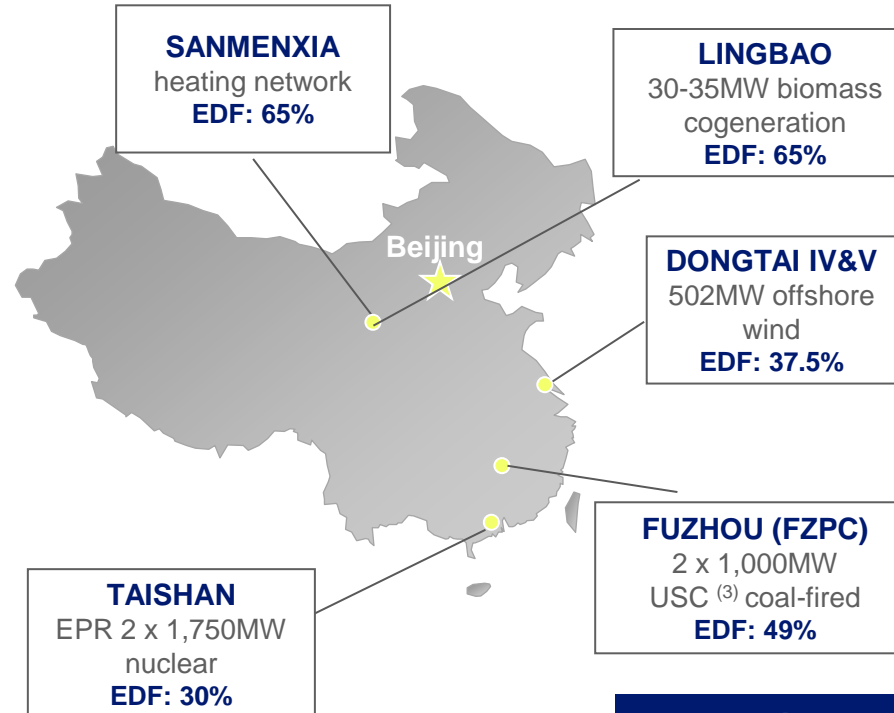 SANMENXIA
heating network
EDF: 65%
LINGBAO
30-35MW biomass
cogeneration
EDF: 65%
Beijing
DONGTAI IV&V
502MW offshore
wind
EDF: 37.5%
FUZHOU (FZPC)
2 x 1,000MW
USC (3) coal-fired
EDF: 49%
TAISHAN
EPR 2 x 1,750MW
nuclear
EDF: 30%